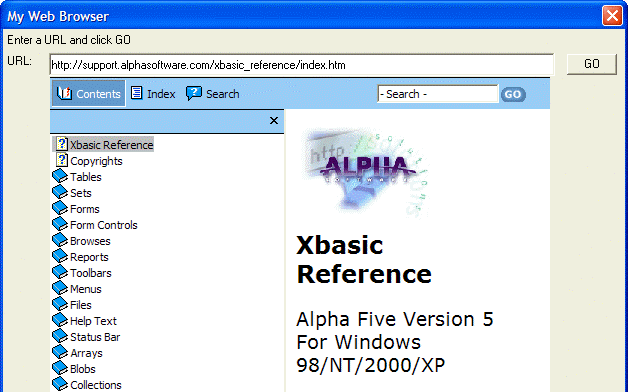 My Web Browser
Enter a URL and click GO
URL: http://support.alphasoftware.com/xbasic_reference/index.htm GO
Contents Index Search - Search - GO
Xbasic Reference
Copyrights
Tables
Sets
Forms
Form Controls
Browses
Reports
Toolbars
Menus
Files
Help Text
Status Bar
Arrays
Blobs
Collections
http://
ALPHA
SOFTWARE
Xbasic
Reference
Alpha Five Version 5
For Windows
98/NT/2000/XP